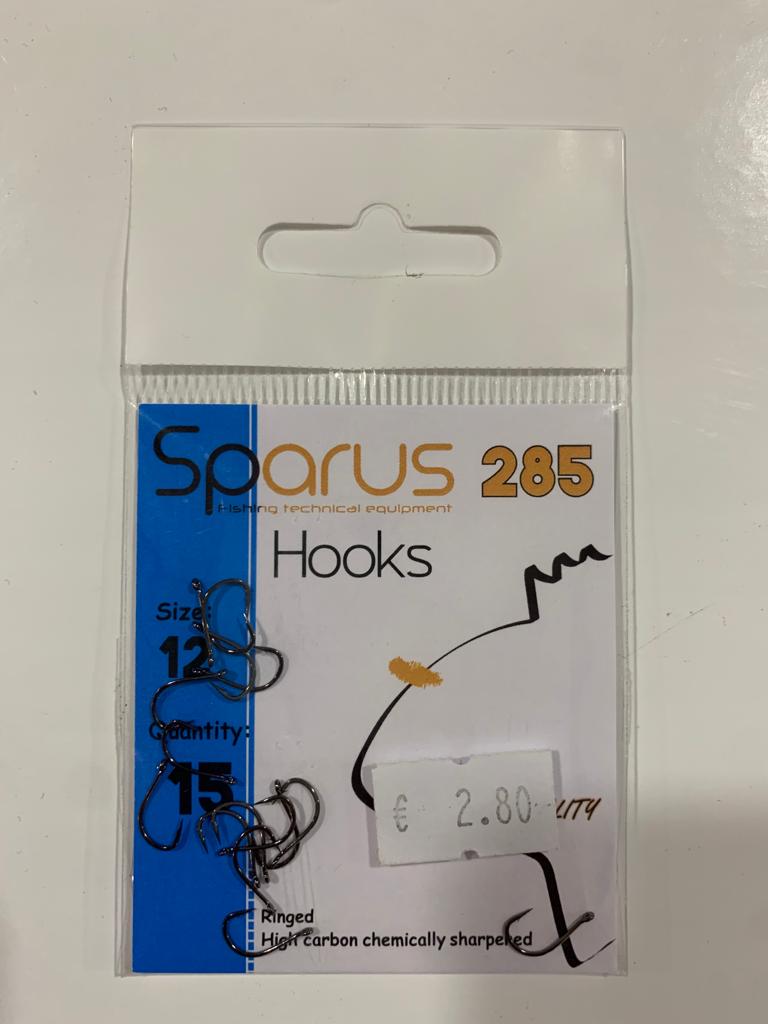 Sparus 285
Fishing technical equipment
Hooks
Size:
12
Quantity:
15
€ 2.80
Ringed
High carbon chemically sharpened